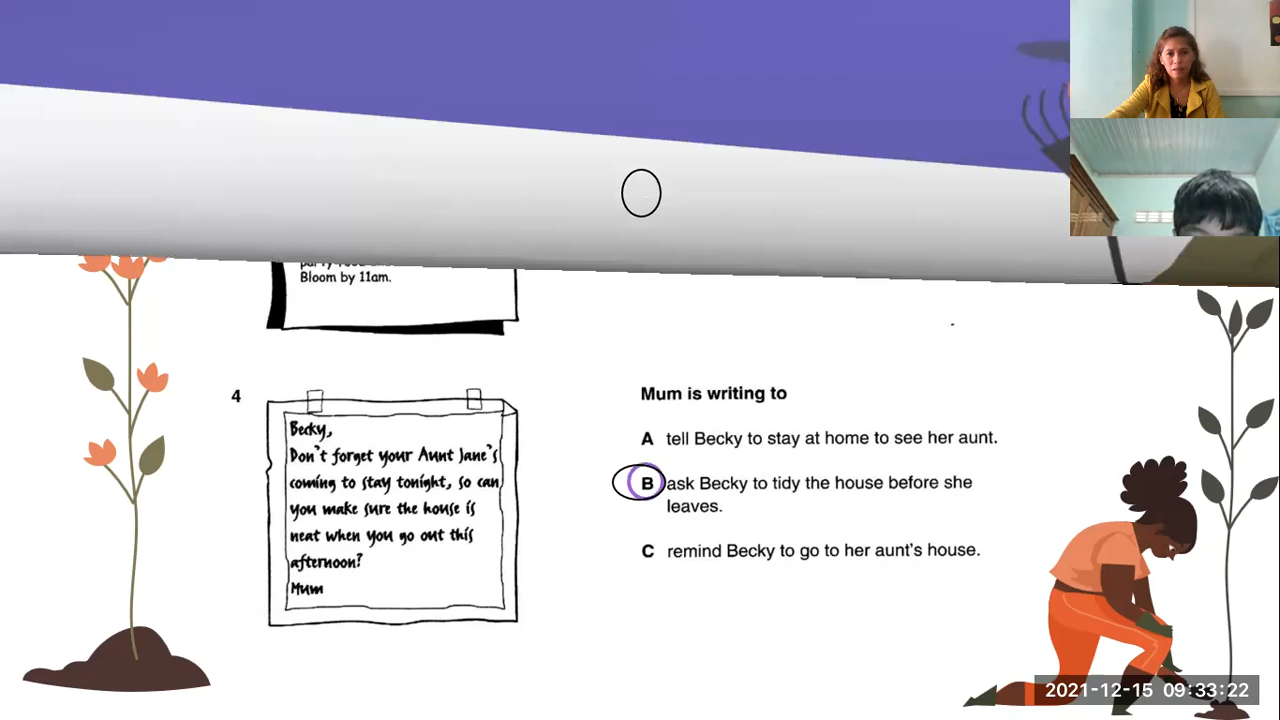 Bloom by 11am.
4
Becky,
Don't forget your Aunt Jane's
coming to stay tonight, so can
you make sure the house is
neat when you go out this
afternoon?
Mum
Mum is writing to
A tell Becky to stay at home to see her aunt.
B ask Becky to tidy the house before she
leaves.
C remind Becky to go to her aunt's house.
2021-12-15 09:33:22